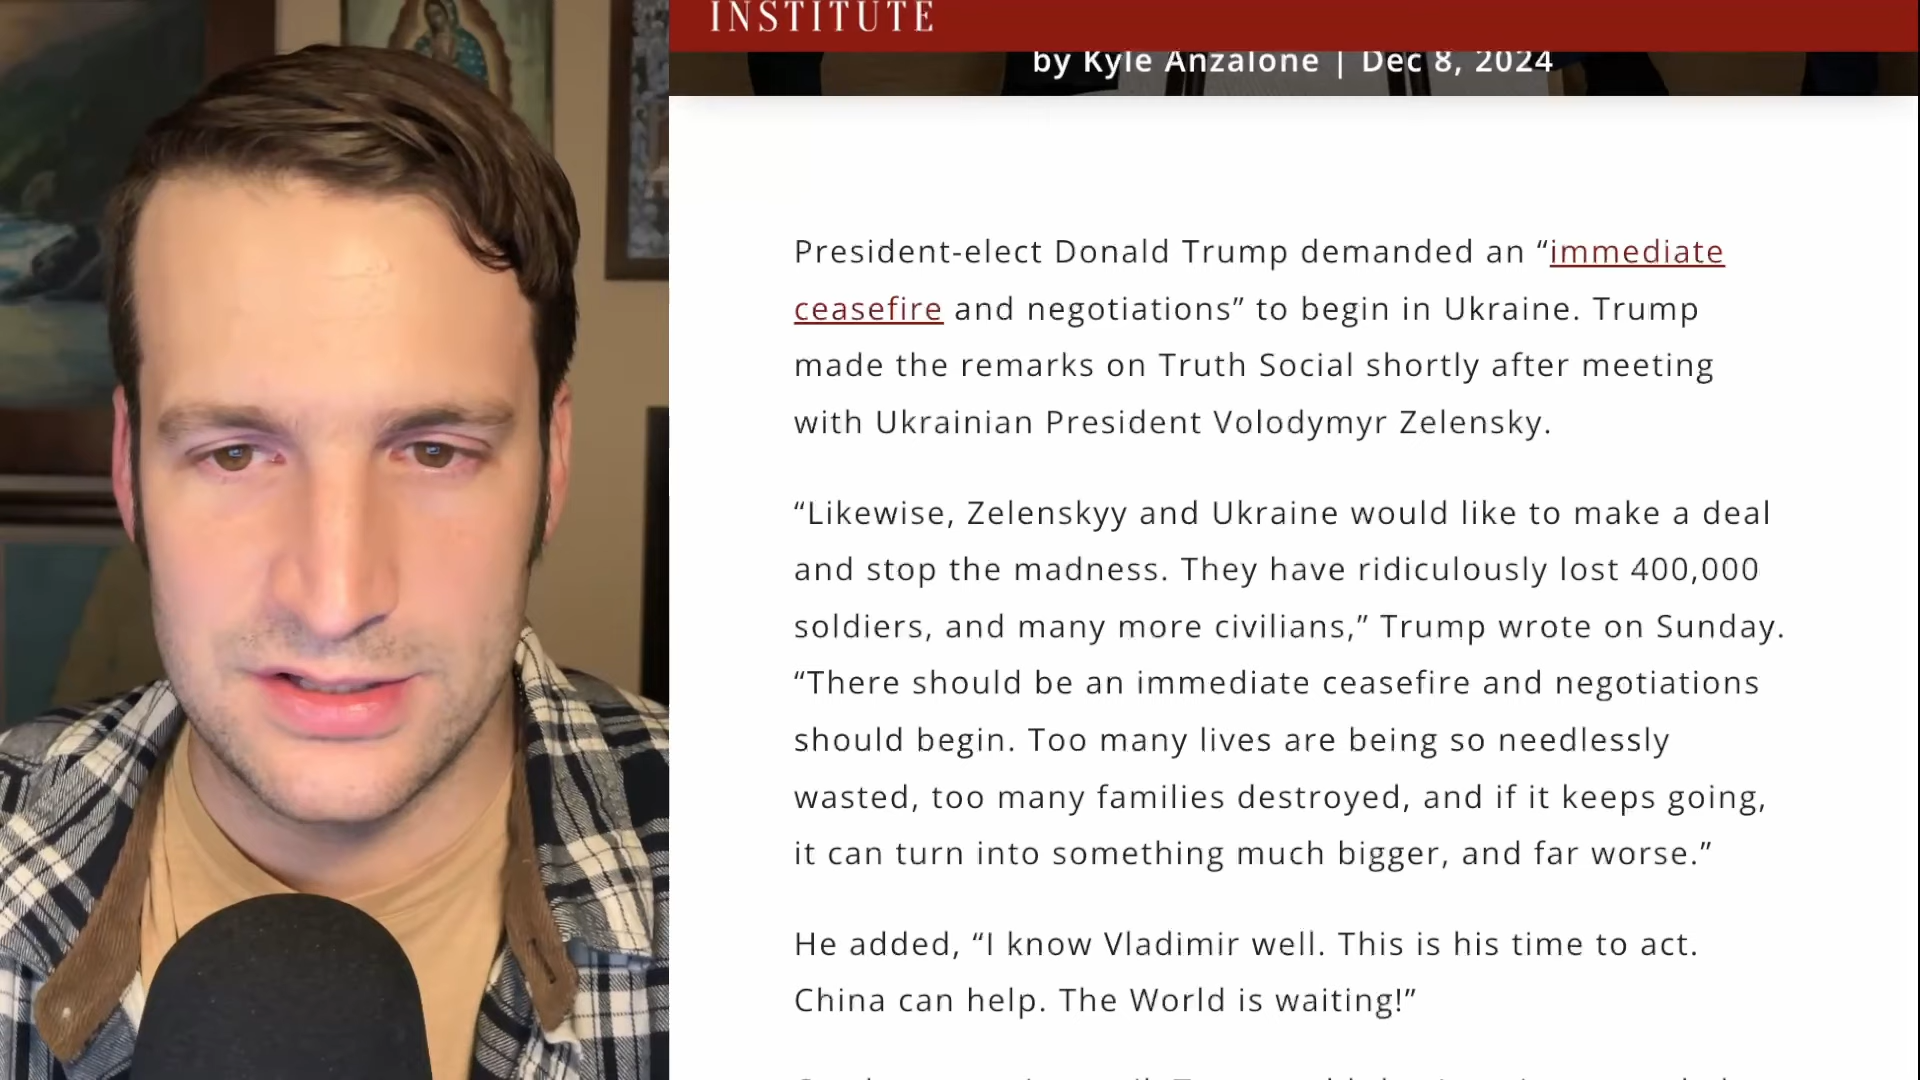 INSTITUTE
by Kyle Anzalone | Dec 8, 2024
President-elect Donald Trump demanded an “immediate
ceasefire and negotiations” to begin in Ukraine. Trump
made the remarks on Truth Social shortly after meeting
with Ukrainian President Volodymyr Zelensky.
“Likewise, Zelenskyy and Ukraine would like to make a deal
and stop the madness. They have ridiculously lost 400,000
soldiers, and many more civilians,” Trump wrote on Sunday.
“There should be an immediate ceasefire and negotiations
should begin. Too many lives are being so needlessly
wasted, too many families destroyed, and if it keeps going,
it can turn into something much bigger, and far worse.”
He added, “I know Vladimir well. This is his time to act.
China can help. The World is waiting!”